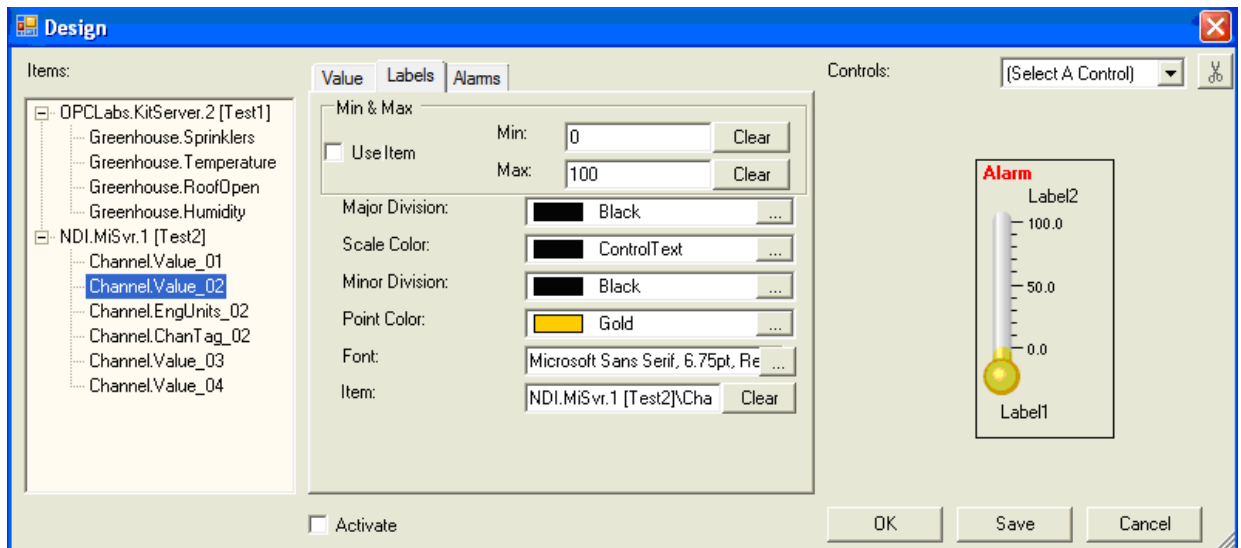 Design
Items:
OPCLabs.KitServer.2 [Test1]
Greenhouse.Sprinklers
Greenhouse.Temperature
Greenhouse.RoofOpen
Greenhouse.Humidity
NDI.MiSvr.1 [Test2]
Channel.Value_01
Channel.Value_02
Channel.EngUnits_02
Channel.ChanTag_02
Channel.Value_03
Channel.Value_04
Value Labels Alarms
Min & Max
Use Item
Min: 0 Clear
Max: 100 Clear
Major Division: Black ...
Scale Color: ControlText ...
Minor Division: Black ...
Point Color: Gold ...
Font: Microsoft Sans Serif, 6.75pt, Re ...
Item: NDI.MiSvr.1 [Test2]\Cha Clear
Activate
Controls: (Select A Control)
Alarm
Label2
100.0
50.0
0.0
Label1
OK Save Cancel